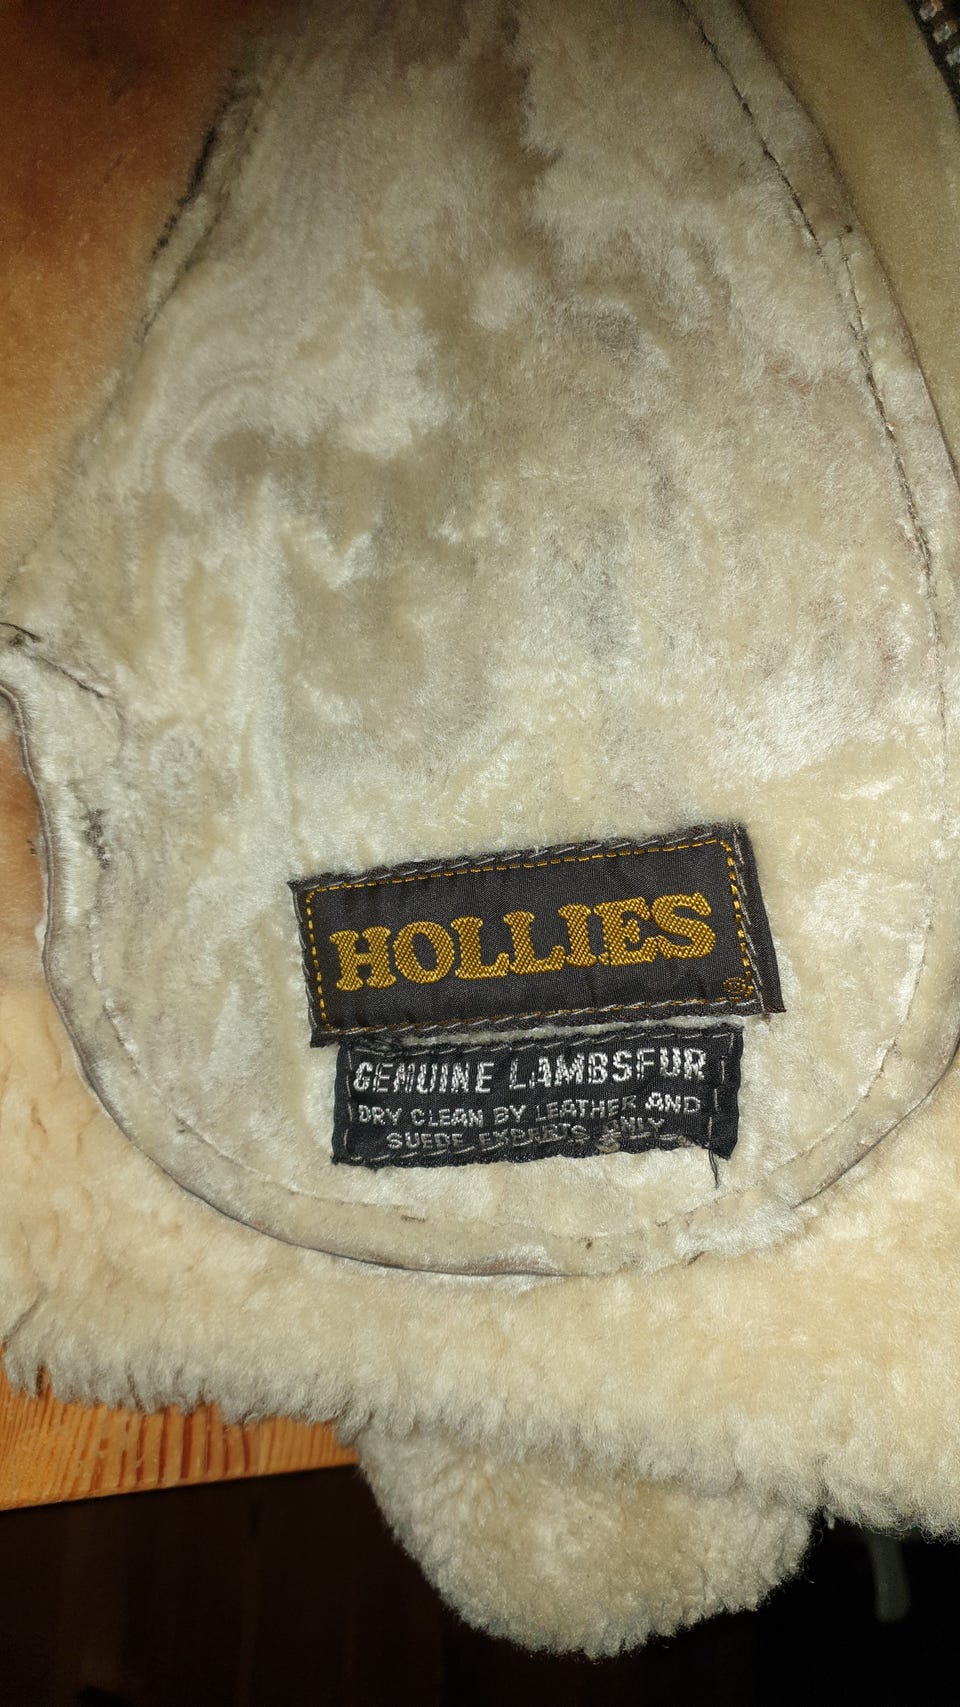 HOLLIES
®
GENUINE LAMBSFUR
DRY CLEAN BY LEATHER AND
SUEDE EXPERTS ONLY